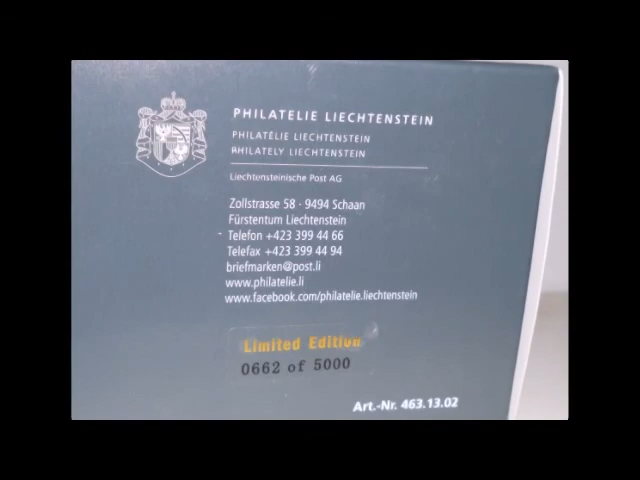 PHILATELIE LIECHTENSTEIN
PHILATÉLIE LIECHTENSTEIN
PHILATELY LIECHTENSTEIN
Liechtensteinische Post AG
Zollstrasse 58 - 9494 Schaan
Fürstentum Liechtenstein
Telefon +423 399 44 66
Telefax +423 399 44 94
briefmarken@post.li
www.philatelie.li
www.facebook.com/philatelie.liechtenstein
Limited Edition
0662 of 5000
Art.-Nr. 463.13.02